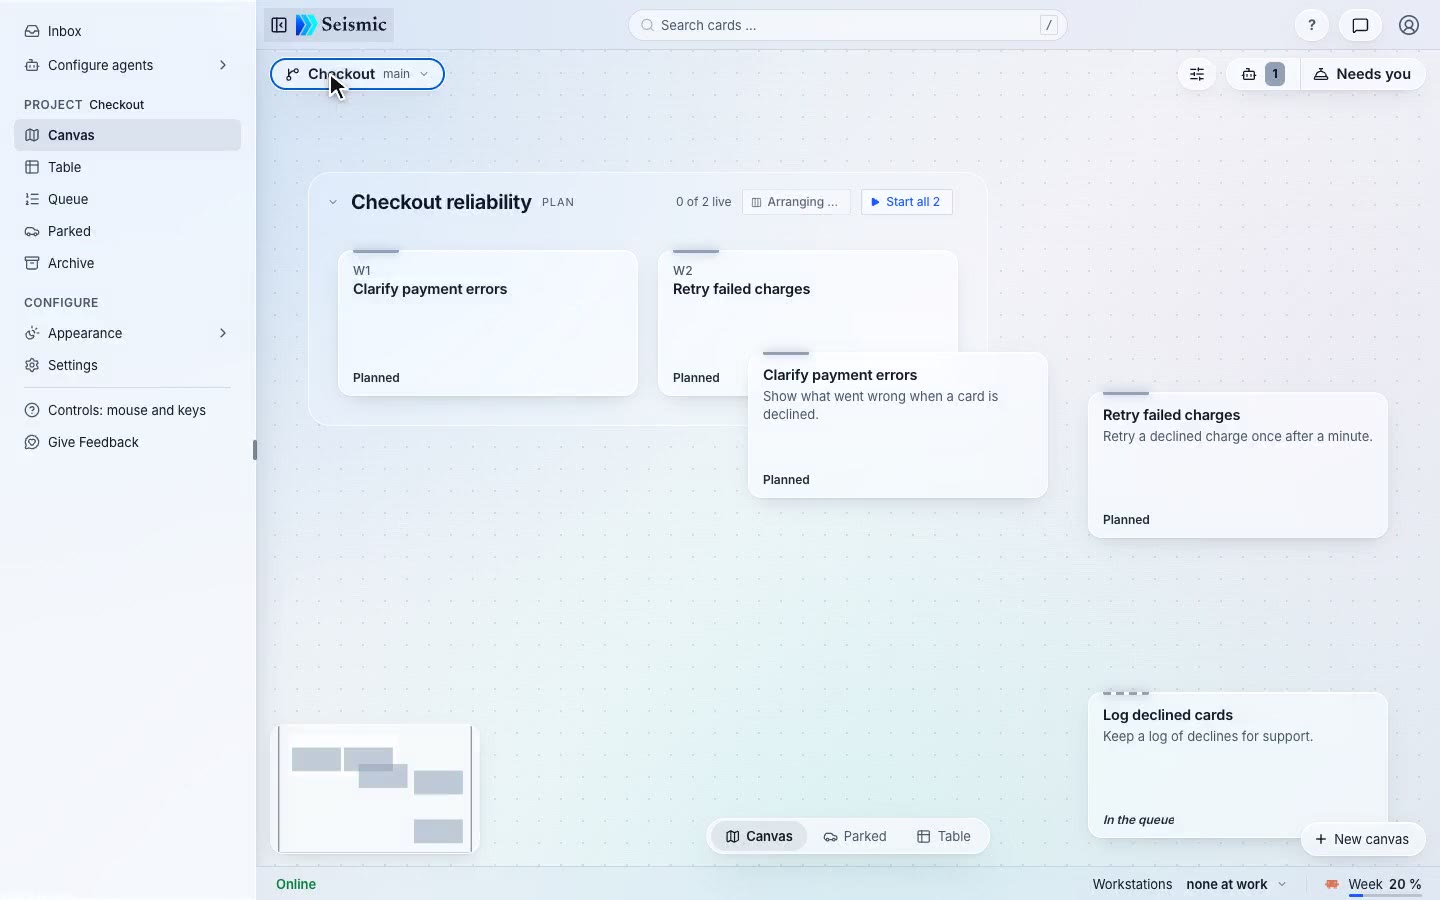 Inbox
Configure agents
PROJECT Checkout
Canvas
Table
Queue
Parked
Archive
CONFIGURE
Appearance
Settings
Controls: mouse and keys
Give Feedback
Seismic
Search cards ...
/
?
Checkout main
1
Needs you
Checkout reliability PLAN
0 of 2 live
Arranging ...
Start all 2
W1
Clarify payment errors
Planned
W2
Retry failed charges
Planned
Clarify payment errors
Show what went wrong when a card is
declined.
Planned
Retry failed charges
Retry a declined charge once after a minute.
Planned
Log declined cards
Keep a log of declines for support.
In the queue
Canvas
Parked
Table
New canvas
Online
Workstations none at work
Week 20 %